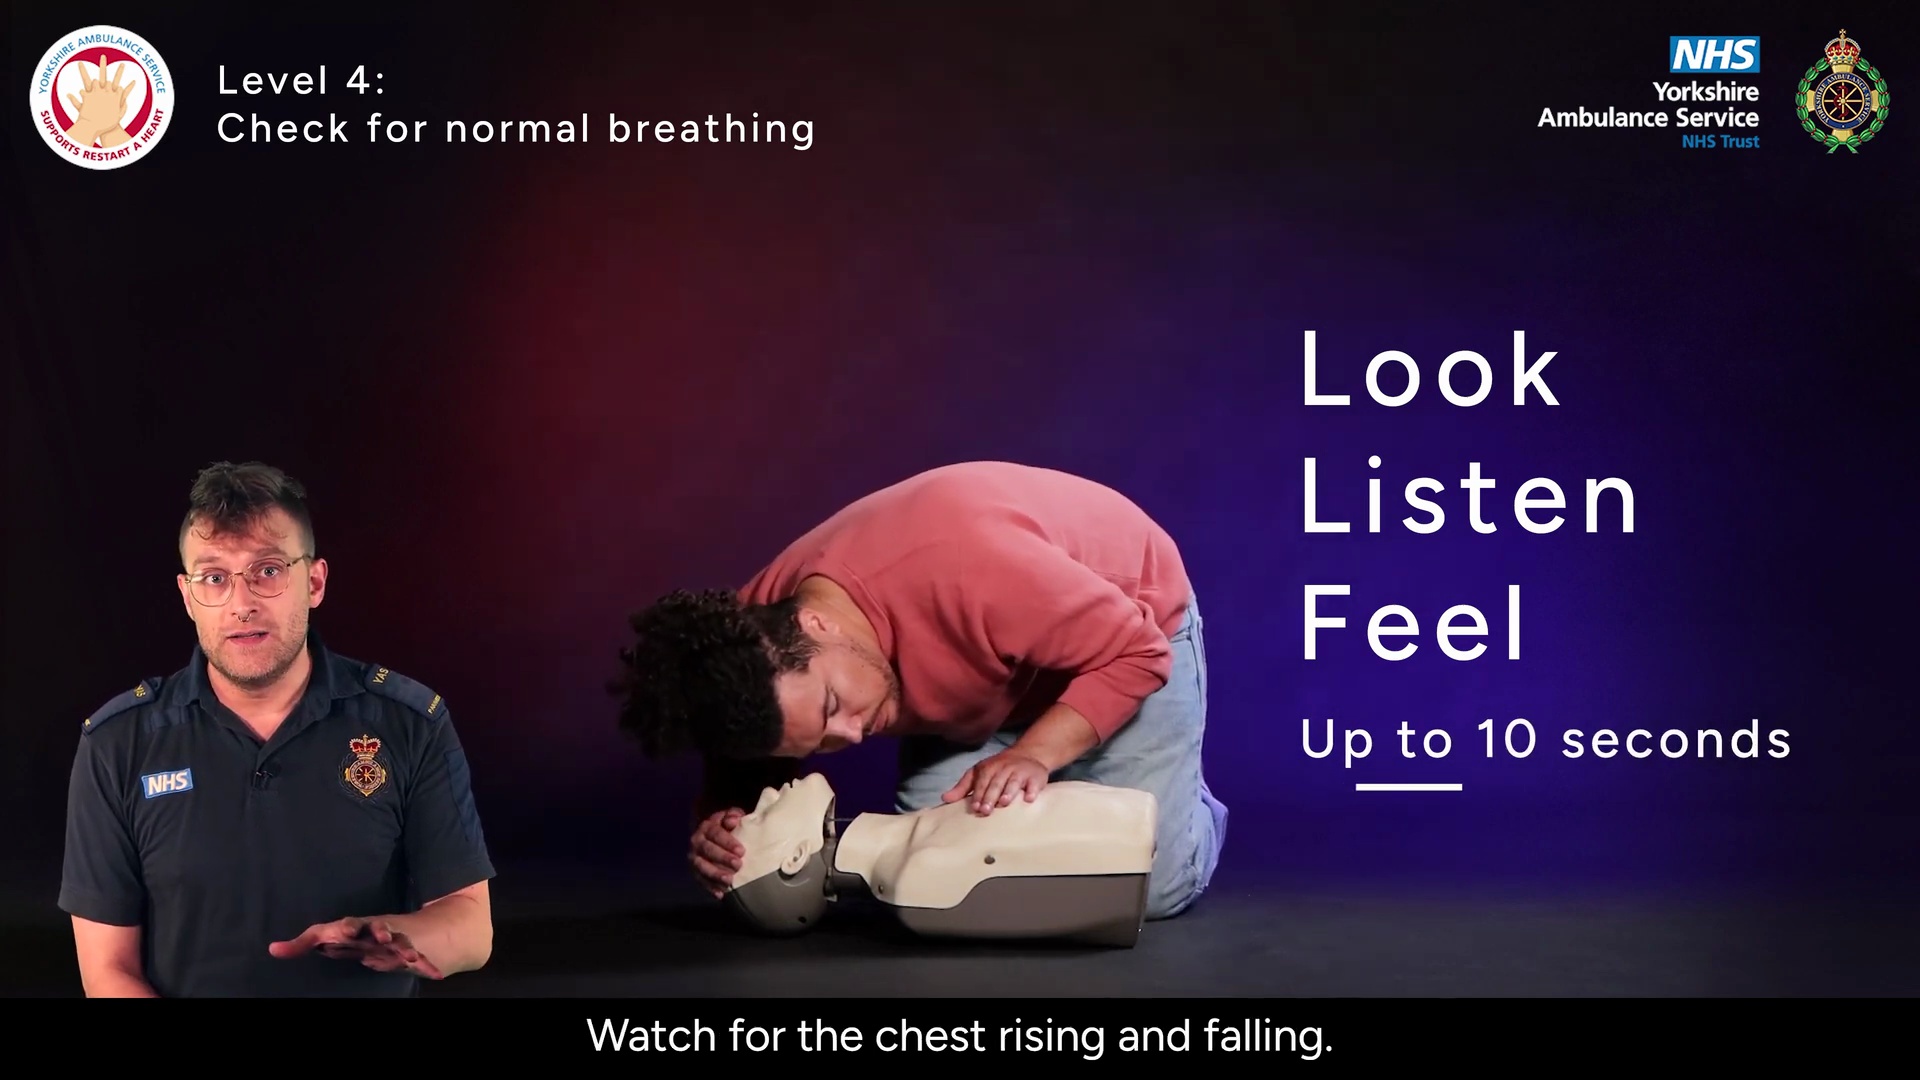 YORKSHIRE AMBULANCE SERVICE
SUPPORTS RESTART A HEART
Level 4:
Check for normal breathing
NHS
Yorkshire
Ambulance Service
NHS Trust
Look
Listen
Feel
Up to 10 seconds
YAS
NHS
Watch for the chest rising and falling.